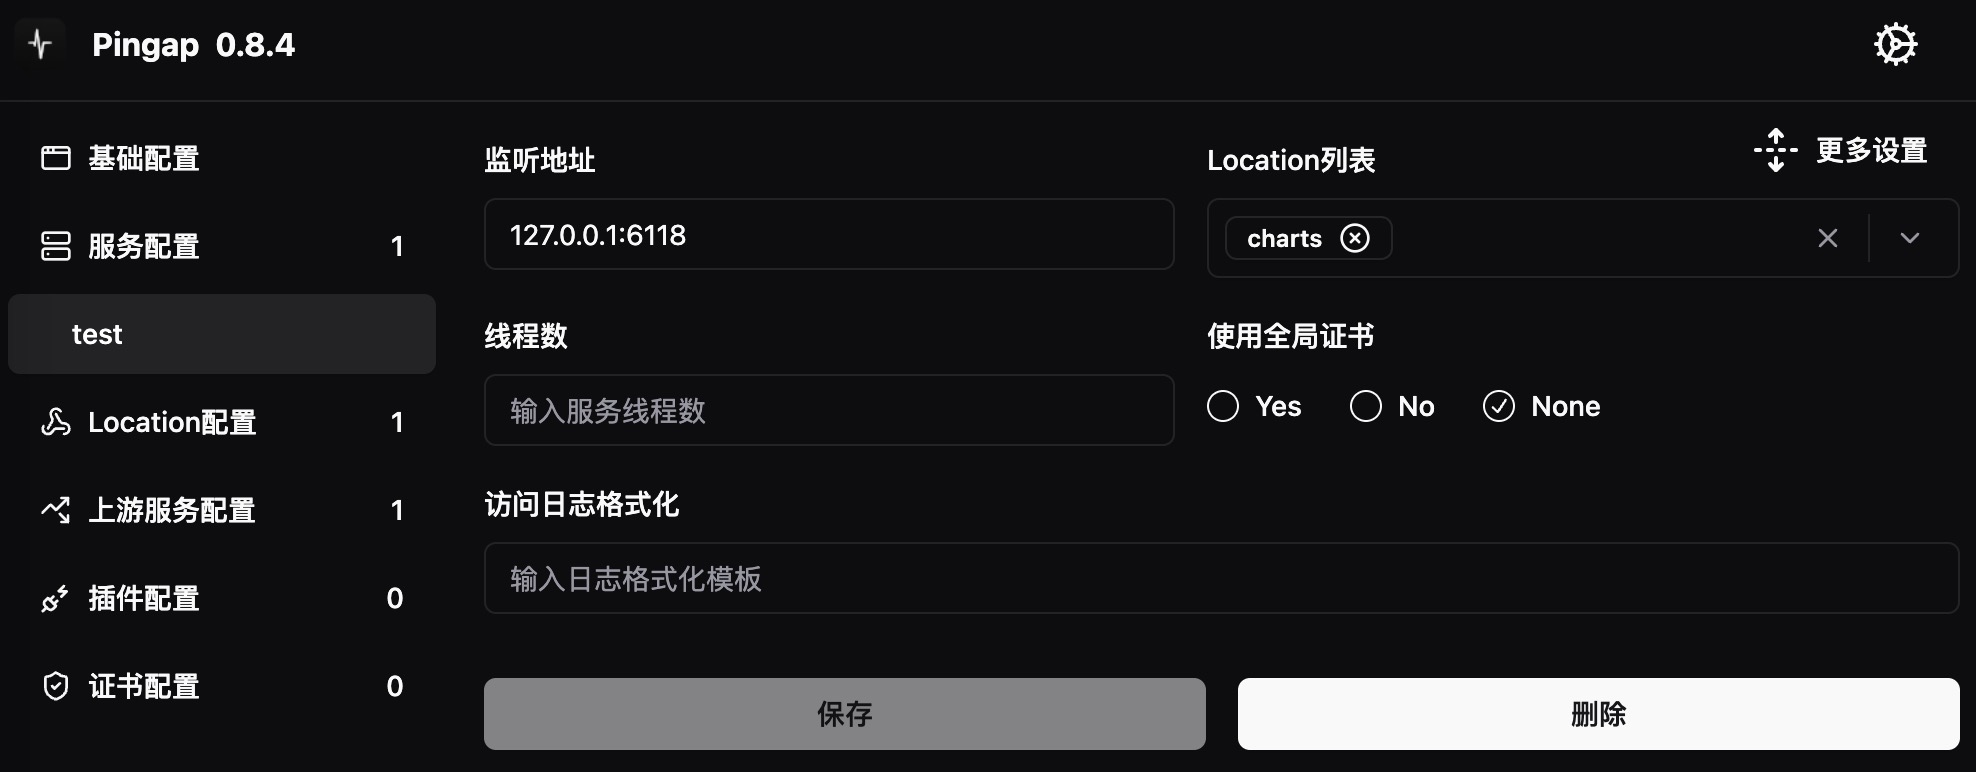 Pingap 0.8.4
基础配置
服务配置 1
test
Location配置 1
上游服务配置 1
插件配置 0
证书配置 0
监听地址
127.0.0.1:6118
Location列表
更多设置
charts
线程数
输入服务线程数
使用全局证书
Yes No None
访问日志格式化
输入日志格式化模板
保存
删除